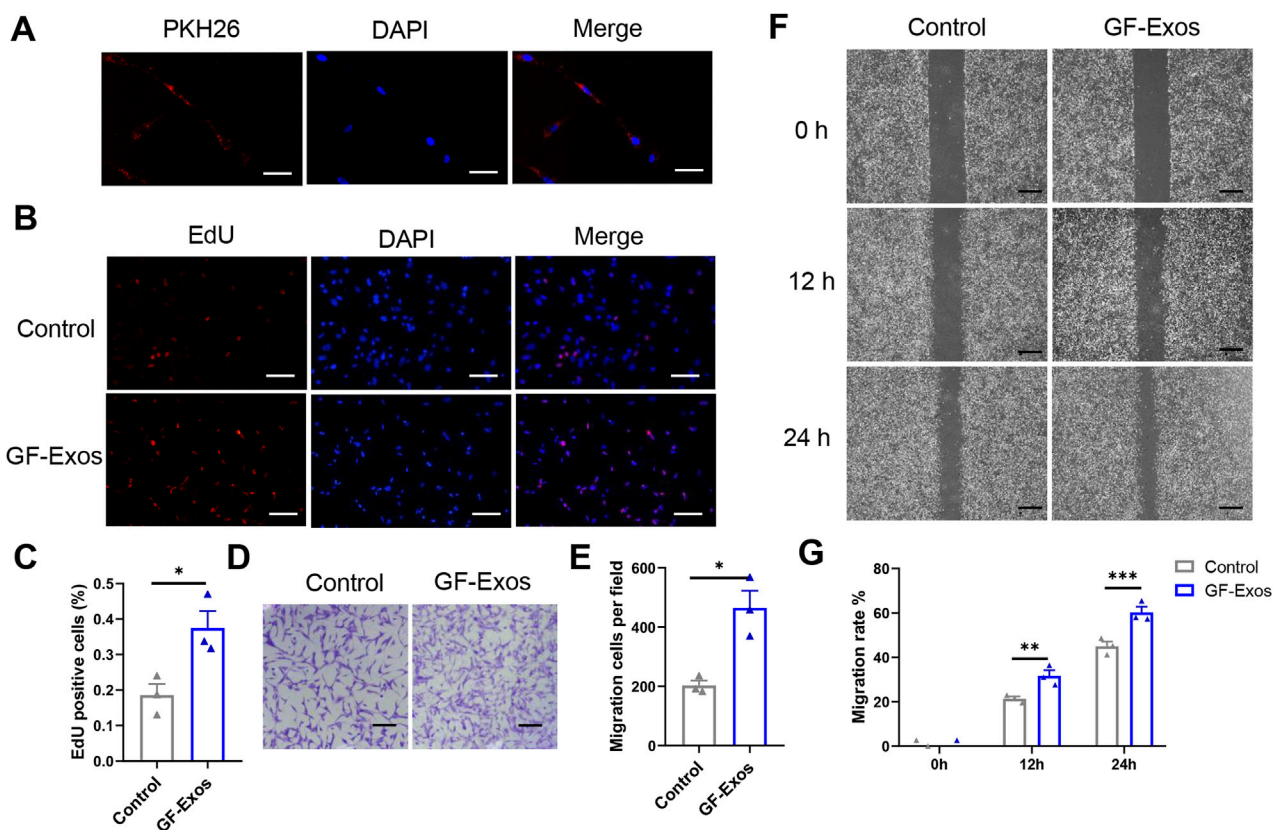 A
PKH26 DAPI Merge
B
EdU DAPI Merge
Control
GF-Exos
C
*
EdU positive cells (%)
0.5
0.4
0.3
0.2
0.1
0.0
Control GF-Exos
D
Control GF-Exos
E
*
Migration cells per field
600
400
200
0
Control GF-Exos
F
Control GF-Exos
0 h
12 h
24 h
G
Migration rate %
80
60
40
20
0
** ***
0h 12h 24h
Control
GF-Exos